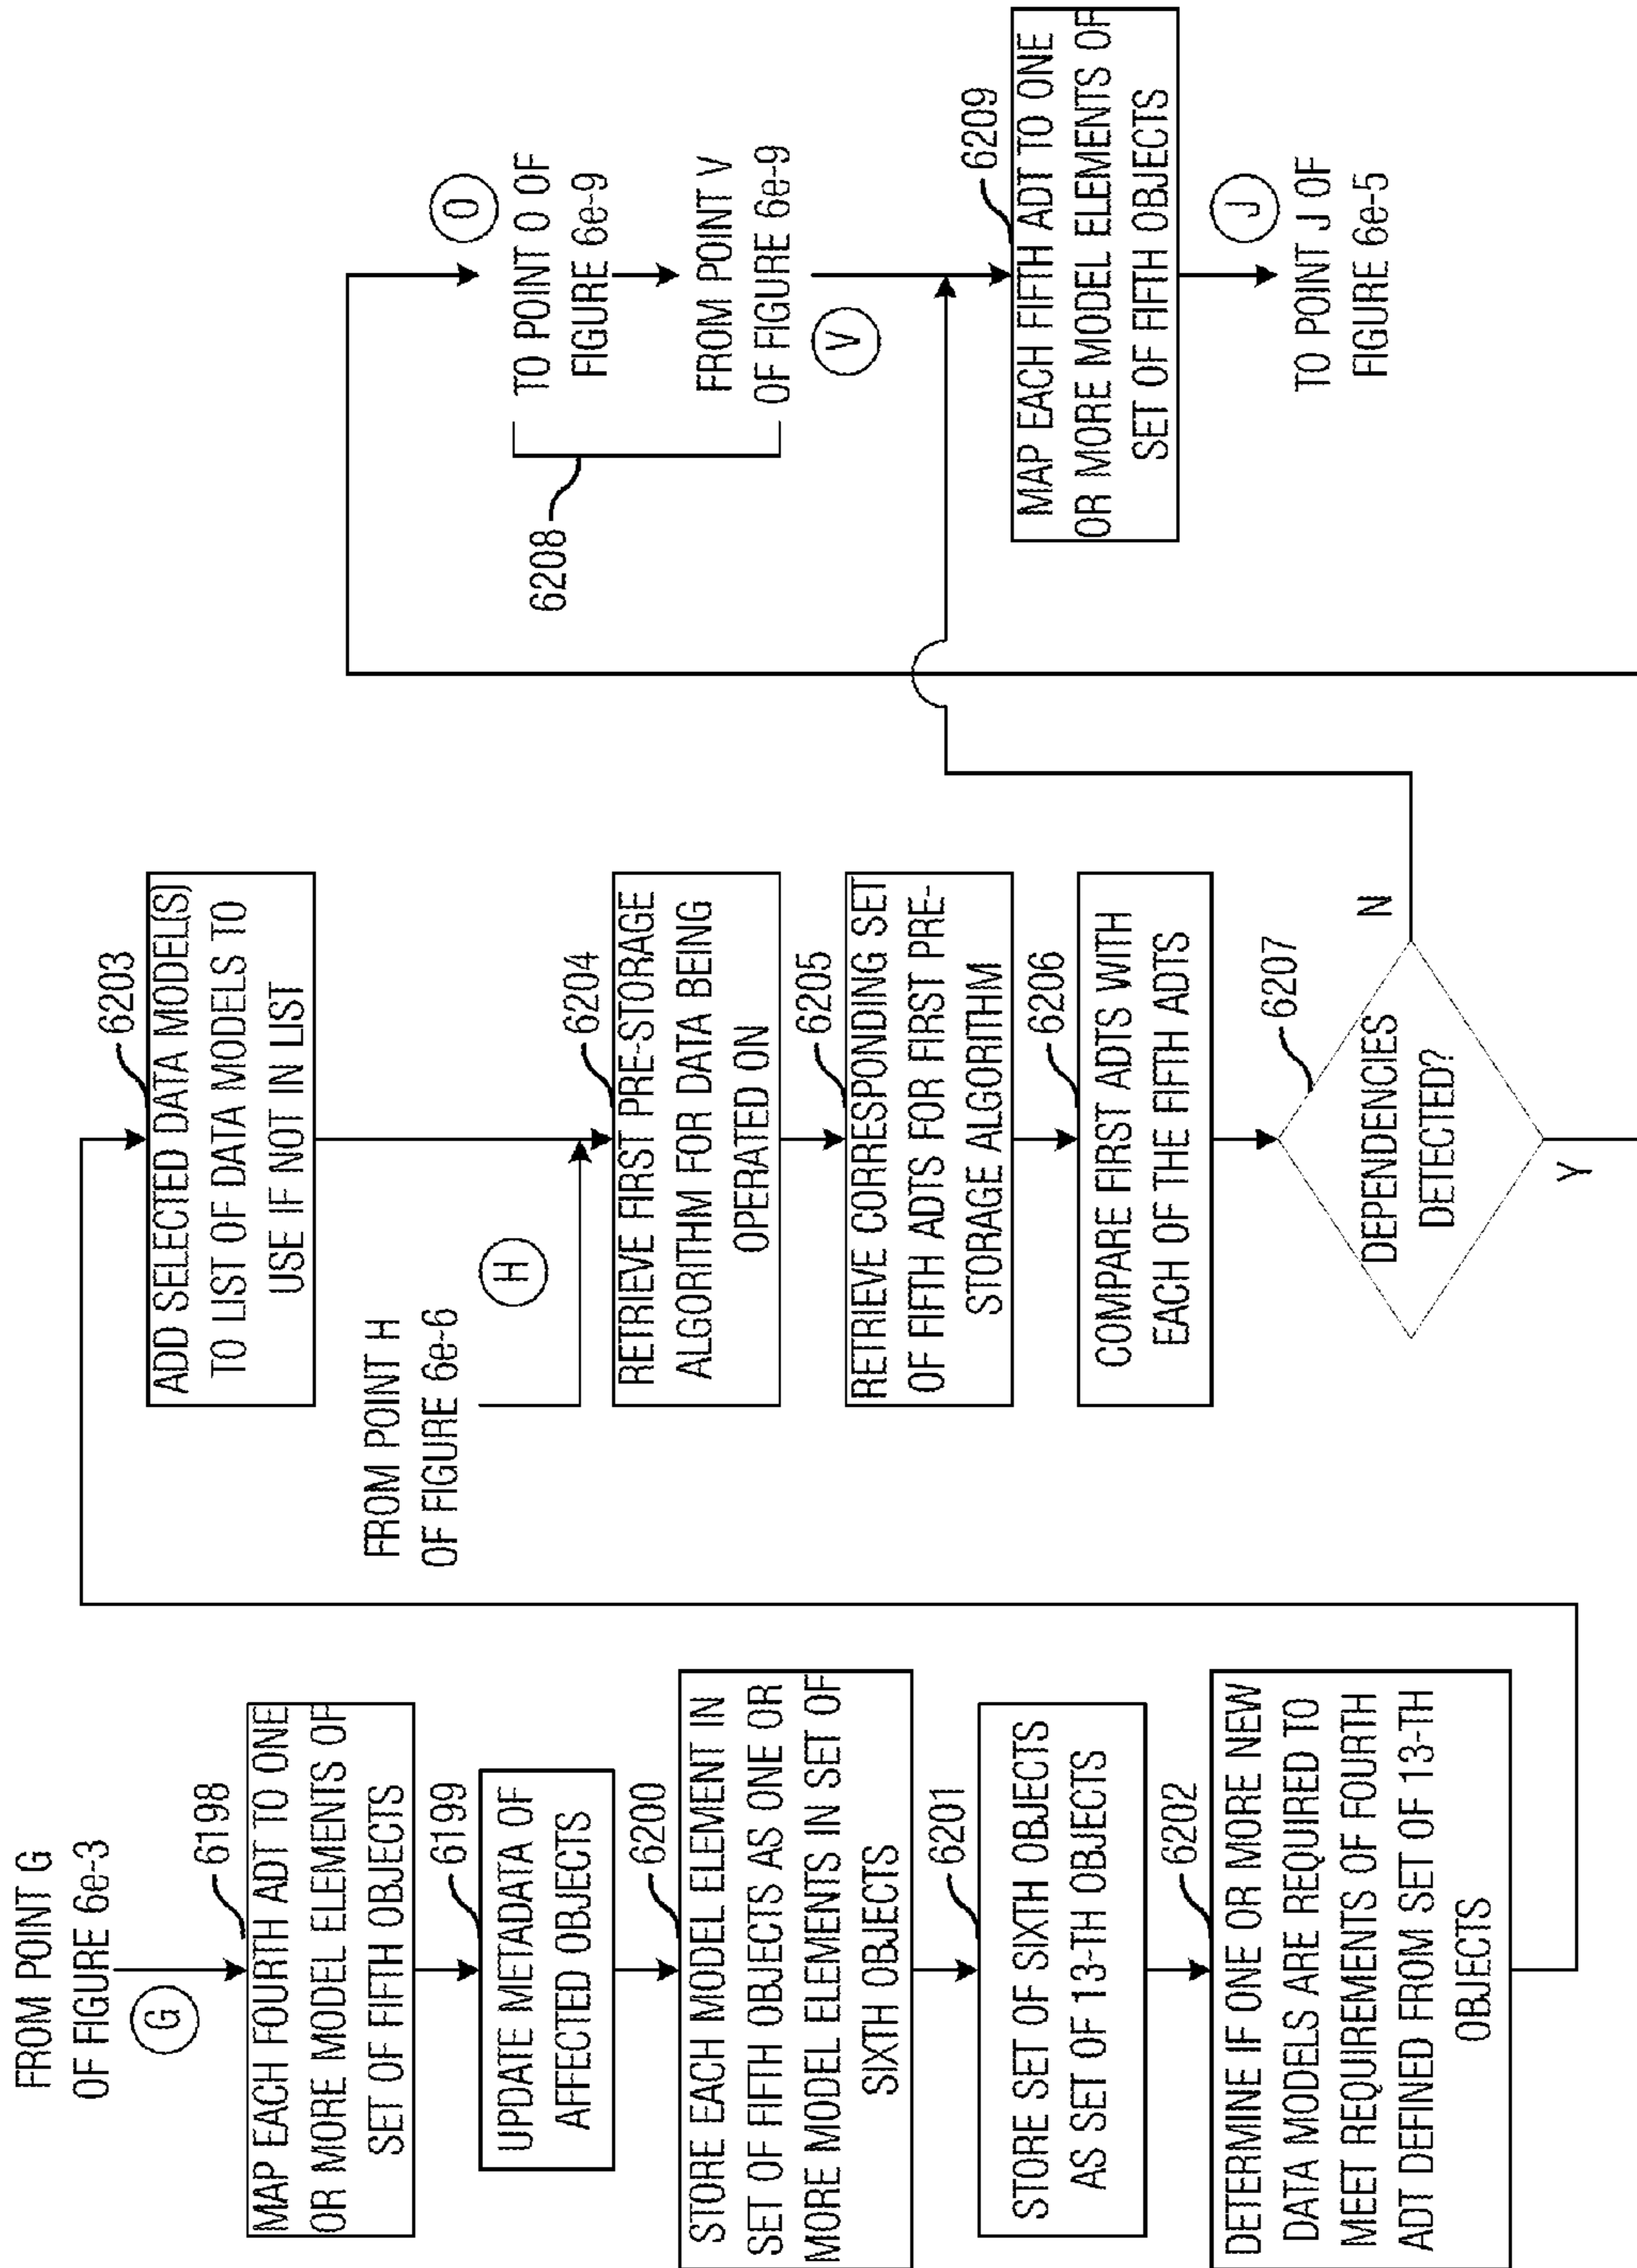 FROM POINT G
OF FIGURE 6e-3
G
6198
MAP EACH FOURTH ADT TO ONE
OR MORE MODEL ELEMENTS OF
SET OF FIFTH OBJECTS
6199
UPDATE METADATA OF
AFFECTED OBJECTS
6200
STORE EACH MODEL ELEMENT IN
SET OF FIFTH OBJECTS AS ONE OR
MORE MODEL ELEMENTS IN SET OF
SIXTH OBJECTS
6201
STORE SET OF SIXTH OBJECTS
AS SET OF 13-TH OBJECTS
6202
DETERMINE IF ONE OR MORE NEW
DATA MODELS ARE REQUIRED TO
MEET REQUIREMENTS OF FOURTH
ADT DEFINED FROM SET OF 13-TH
OBJECTS
6203
ADD SELECTED DATA MODEL(S)
TO LIST OF DATA MODELS TO
USE IF NOT IN LIST
FROM POINT H
OF FIGURE 6e-6
H
6204
RETRIEVE FIRST PRE-STORAGE
ALGORITHM FOR DATA BEING
OPERATED ON
6205
RETRIEVE CORRESPONDING SET
OF FIFTH ADTS FOR FIRST PRE-
STORAGE ALGORITHM
6206
COMPARE FIRST ADTS WITH
EACH OF THE FIFTH ADTS
6207
DEPENDENCIES
DETECTED?
N
Y
O
TO POINT O OF
FIGURE 6e-9
6208
FROM POINT V
OF FIGURE 6e-9
V
6209
MAP EACH FIFTH ADT TO ONE
OR MORE MODEL ELEMENTS OF
SET OF FIFTH OBJECTS
J
TO POINT J OF
FIGURE 6e-5